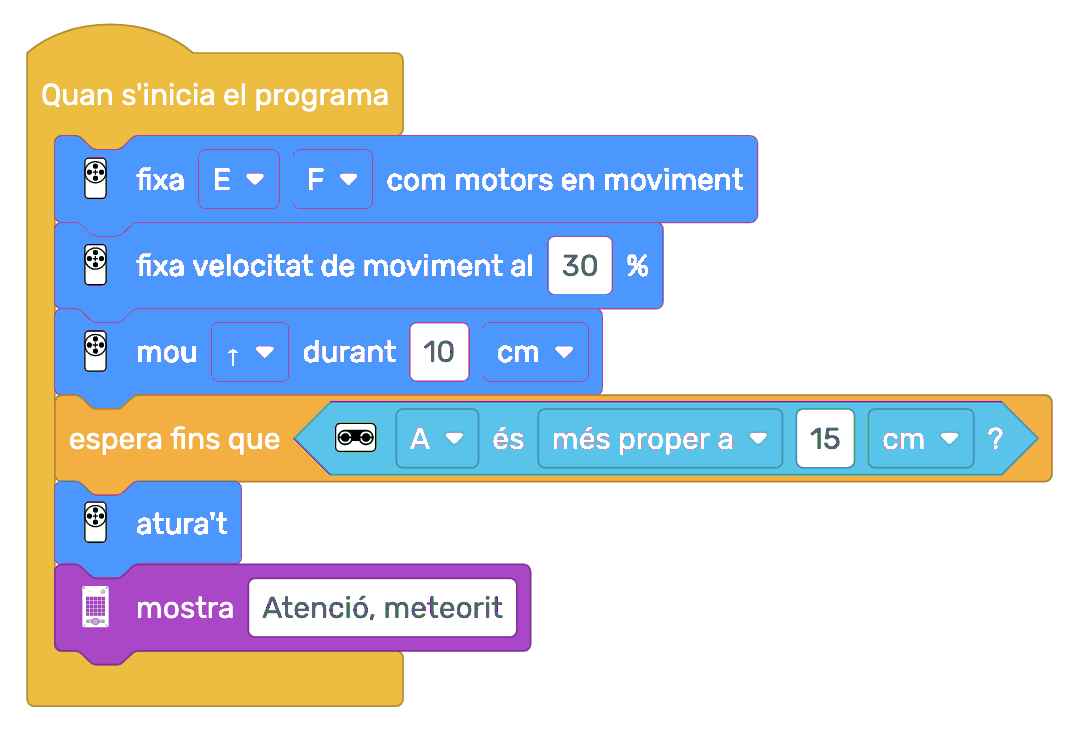 Quan s'inicia el programa
fixa E F com motors en moviment
fixa velocitat de moviment al 30 %
mou ↑ durant 10 cm
espera fins que A és més proper a 15 cm ?
atura't
mostra Atenció, meteorit